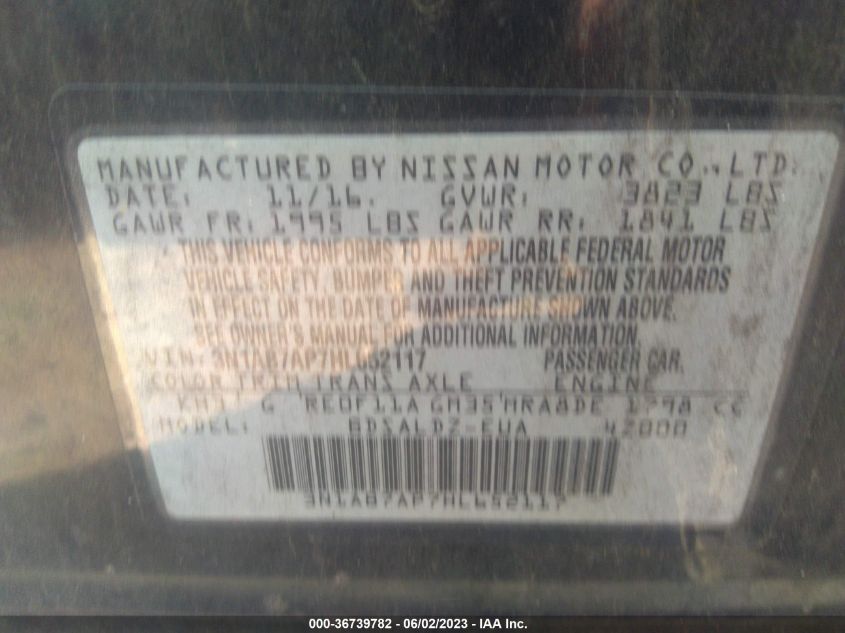 MANUFACTURED BY NISSAN MOTOR CO., LTD.
DATE: 11/16. GVWR: 3823 LBS
GAWR FR: 1995 LBS GAWR RR: 1841 LBS
THIS VEHICLE CONFORMS TO ALL APPLICABLE FEDERAL MOTOR
VEHICLE SAFETY, BUMPER AND THEFT PREVENTION STANDARDS
IN EFFECT ON THE DATE OF MANUFACTURE SHOWN ABOVE.
SEE OWNER'S MANUAL FOR ADDITIONAL INFORMATION.
VIN: 3N1AB7AP7HL652117 PASSENGER CAR
COLOR TRIM TRANS AXLE ENGINE
KH3 G RE0F11A GM35 MRA8DE 1798 CC
MODEL: BDSALDZ-EUA 42000
3N1AB7AP7HL652117
000-36739782 - 06/02/2023 - IAA Inc.